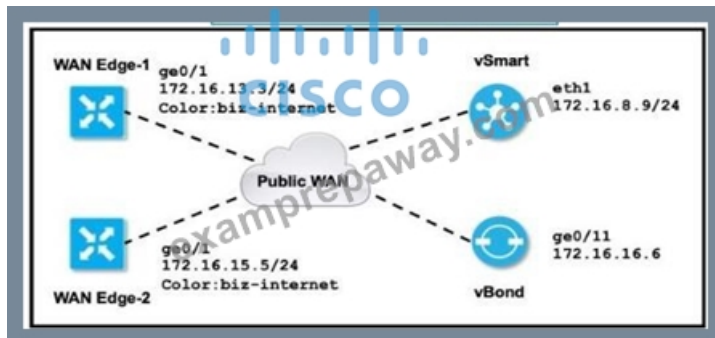 CISCO
WAN Edge-1
ge0/1
172.16.13.3/24
Color:biz-internet
vSmart
eth1
172.16.8.9/24
Public WAN
examprepaway.com
WAN Edge-2
ge0/1
172.16.15.5/24
Color:biz-internet
vBond
ge0/11
172.16.16.6